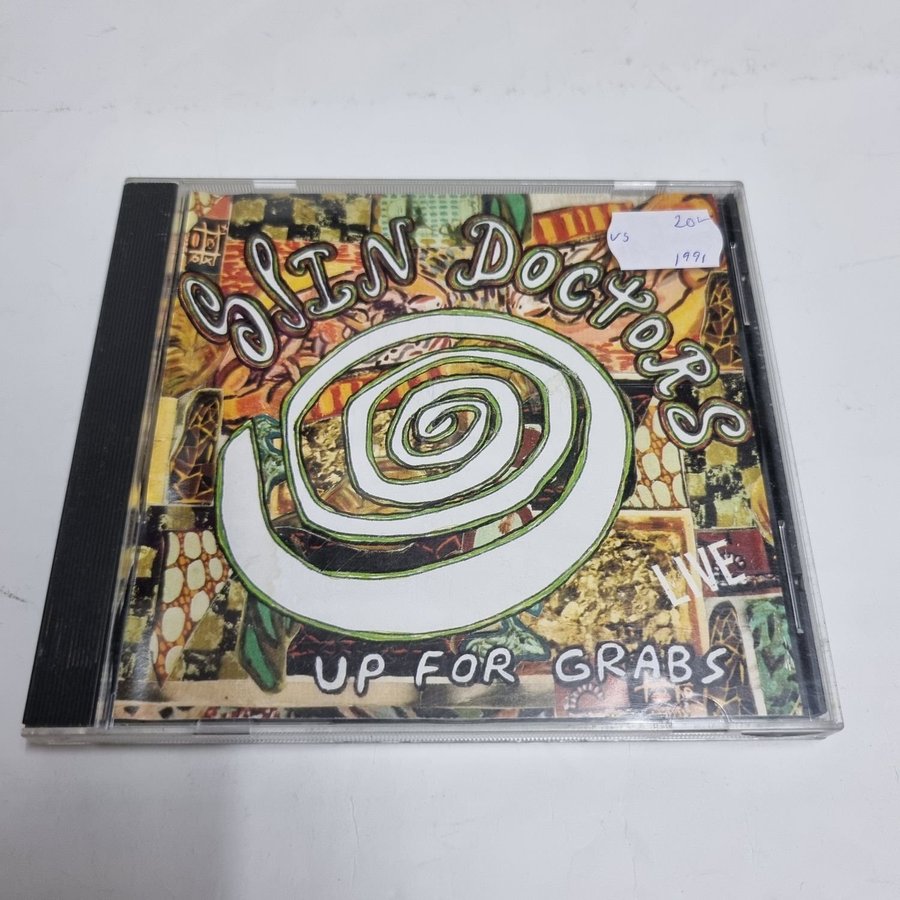 SPIN DOCTORS
VS 20
1991
LIVE
UP FOR GRABS